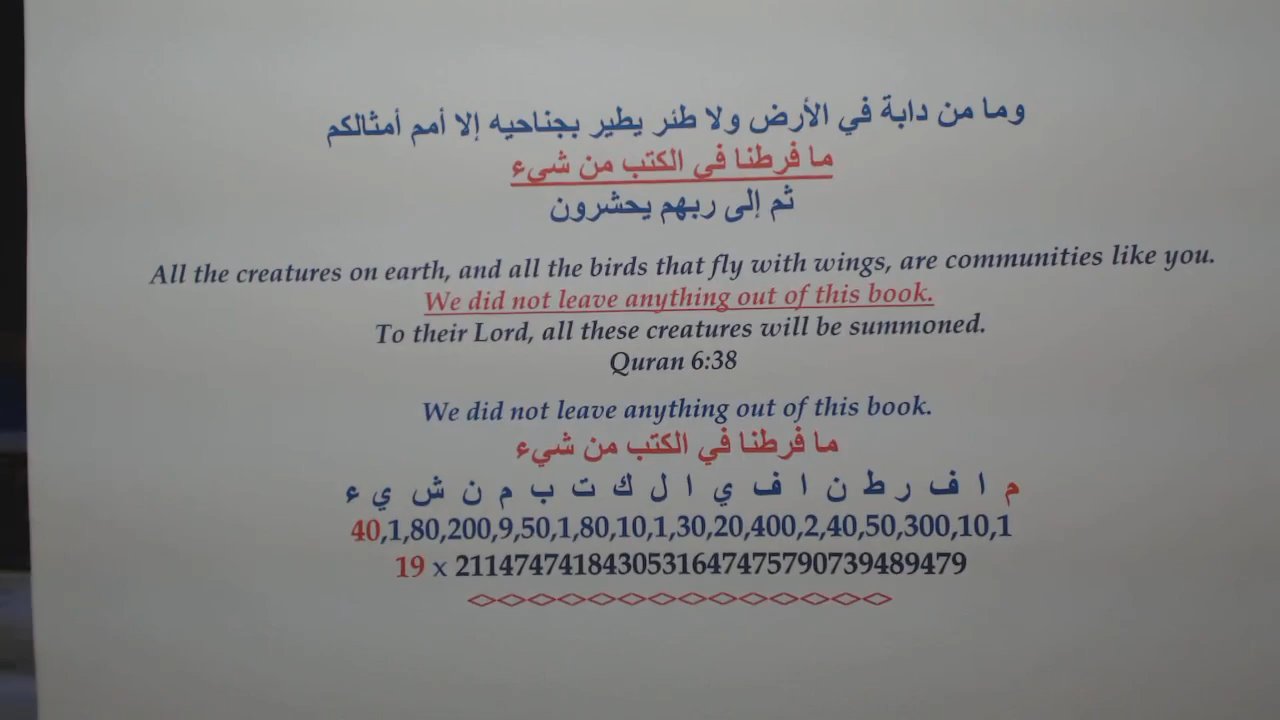 وما من دابة في الأرض ولا طئر يطير بجناحيه إلا أمم أمثالكم
ما فرطنا في الكتب من شيء
ثم إلى ربهم يحشرون
All the creatures on earth, and all the birds that fly with wings, are communities like you.
We did not leave anything out of this book.
To their Lord, all these creatures will be summoned.
Quran 6:38
We did not leave anything out of this book.
ما فرطنا في الكتب من شيء
م ا ف ر ط ن ا ف ي ا ل ك ت ب م ن ش ي ء
40,1,80,200,9,50,1,80,10,1,30,20,400,2,40,50,300,10,1
19 x 2114747418430531647475790739489479